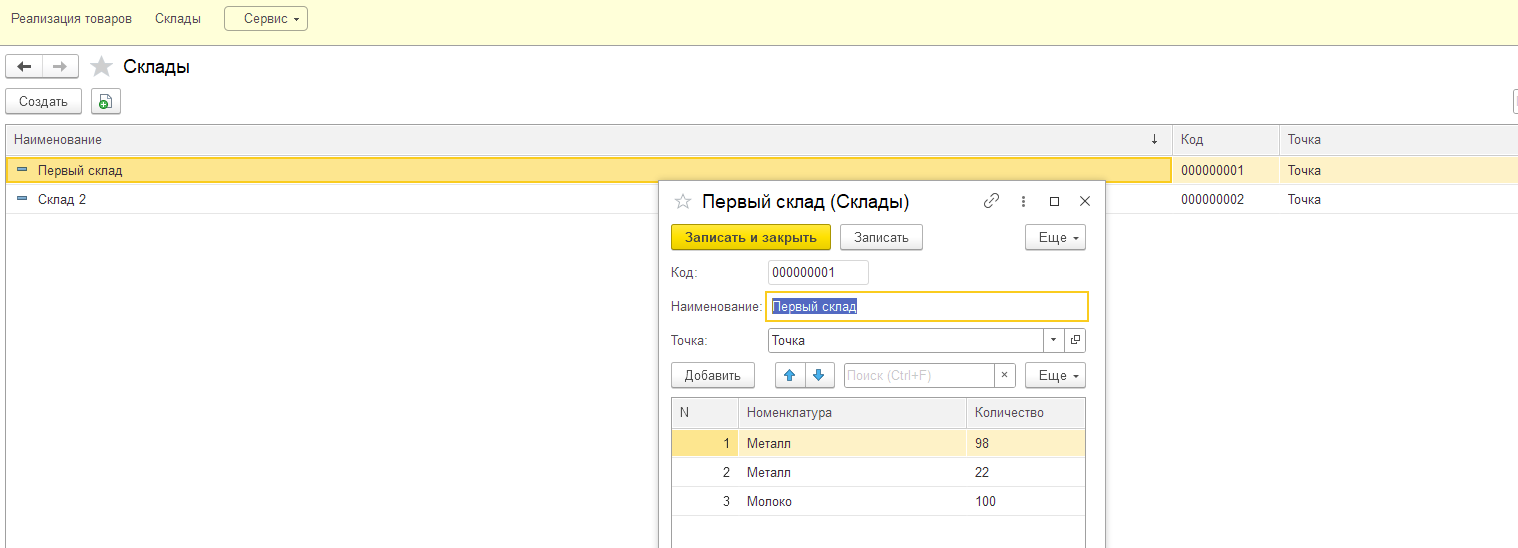 Реализация товаров Склады Сервис
Склады
Создать
Наименование Код Точка
Первый склад 000000001 Точка
Склад 2 000000002 Точка
Первый склад (Склады)
Записать и закрыть Записать Еще
Код: 000000001
Наименование: Первый склад
Точка: Точка
Добавить Поиск (Ctrl+F) × Еще
N Номенклатура Количество
1 Металл 98
2 Металл 22
3 Молоко 100